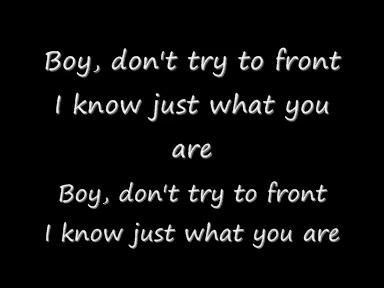 Boy, don't try to front
I know just what you
are
Boy, don't try to front
I know just what you are